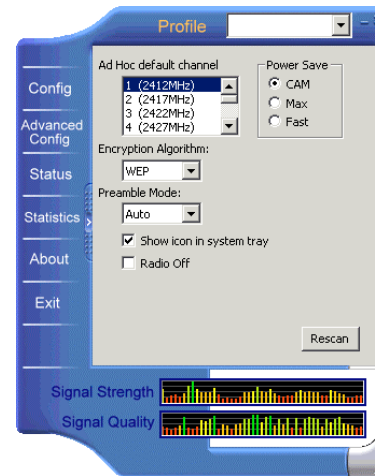 Profile
Ad Hoc default channel
Power Save
1 (2412MHz)
2 (2417MHz)
3 (2422MHz)
4 (2427MHz)
CAM
Max
Fast
Encryption Algorithm:
WEP
Preamble Mode:
Auto
Show icon in system tray
Radio Off
Rescan
Config
Advanced
Config
Status
Statistics
About
Exit
Signal Strength
Signal Quality